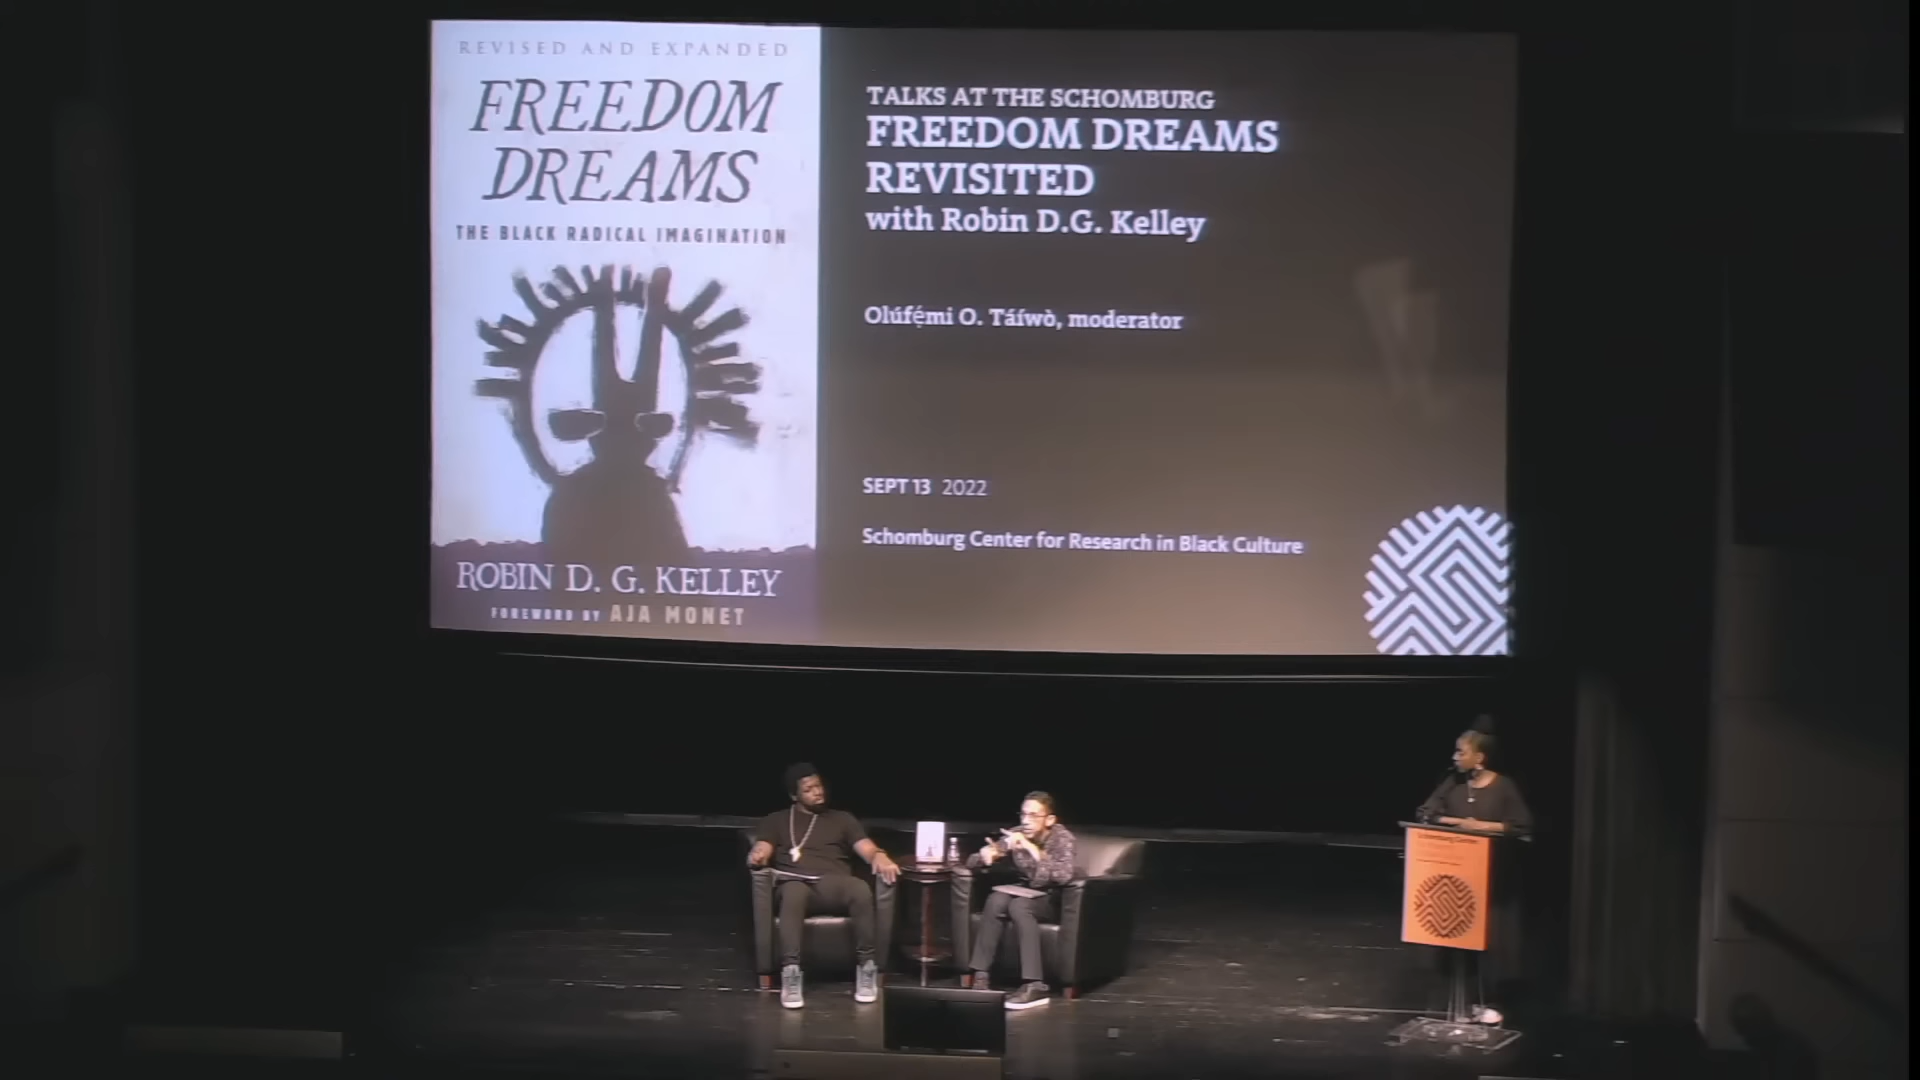 REVISED AND EXPANDED
FREEDOM
DREAMS
THE BLACK RADICAL IMAGINATION
ROBIN D. G. KELLEY
FOREWORD BY AJA MONET
TALKS AT THE SCHOMBURG
FREEDOM DREAMS
REVISITED
with Robin D.G. Kelley
Olúfẹ́mi O. Táíwò, moderator
SEPT 13 2022
Schomburg Center for Research in Black Culture